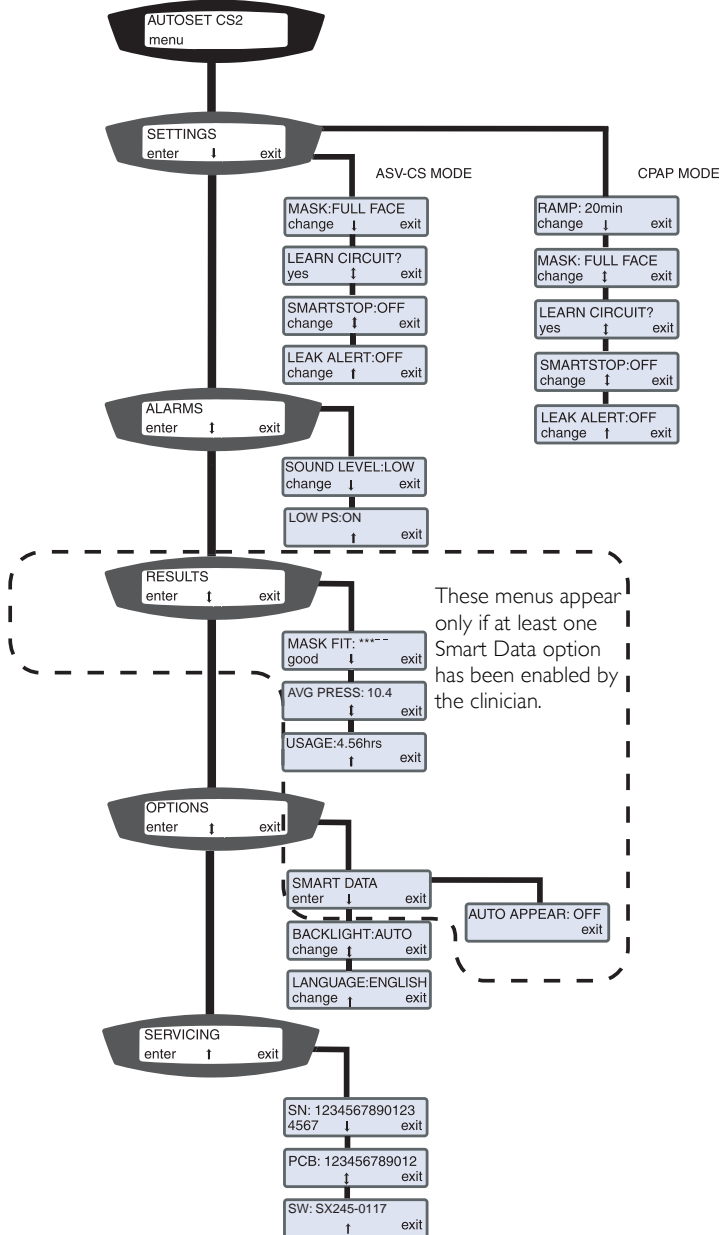 AUTOSET CS2
menu
SETTINGS
enter ↓ exit
ASV-CS MODE
MASK:FULL FACE
change ↓ exit
LEARN CIRCUIT?
yes ↕ exit
SMARTSTOP:OFF
change ↕ exit
LEAK ALERT:OFF
change ↑ exit
CPAP MODE
RAMP: 20min
change ↓ exit
MASK: FULL FACE
change ↕ exit
LEARN CIRCUIT?
yes ↕ exit
SMARTSTOP:OFF
change ↕ exit
LEAK ALERT:OFF
change ↑ exit
ALARMS
enter ↕ exit
SOUND LEVEL:LOW
change ↓ exit
LOW PS:ON
↑ exit
RESULTS
enter ↕ exit
MASK FIT: ***--
good ↓ exit
AVG PRESS: 10.4
↕ exit
USAGE:4.56hrs
↑ exit
These menus appear
only if at least one
Smart Data option
has been enabled by
the clinician.
OPTIONS
enter ↕ exit
SMART DATA
enter ↓ exit
AUTO APPEAR: OFF
exit
BACKLIGHT:AUTO
change ↕ exit
LANGUAGE:ENGLISH
change ↑ exit
SERVICING
enter ↑ exit
SN: 1234567890123
4567 ↓ exit
PCB: 123456789012
↕ exit
SW: SX245-0117
↑ exit